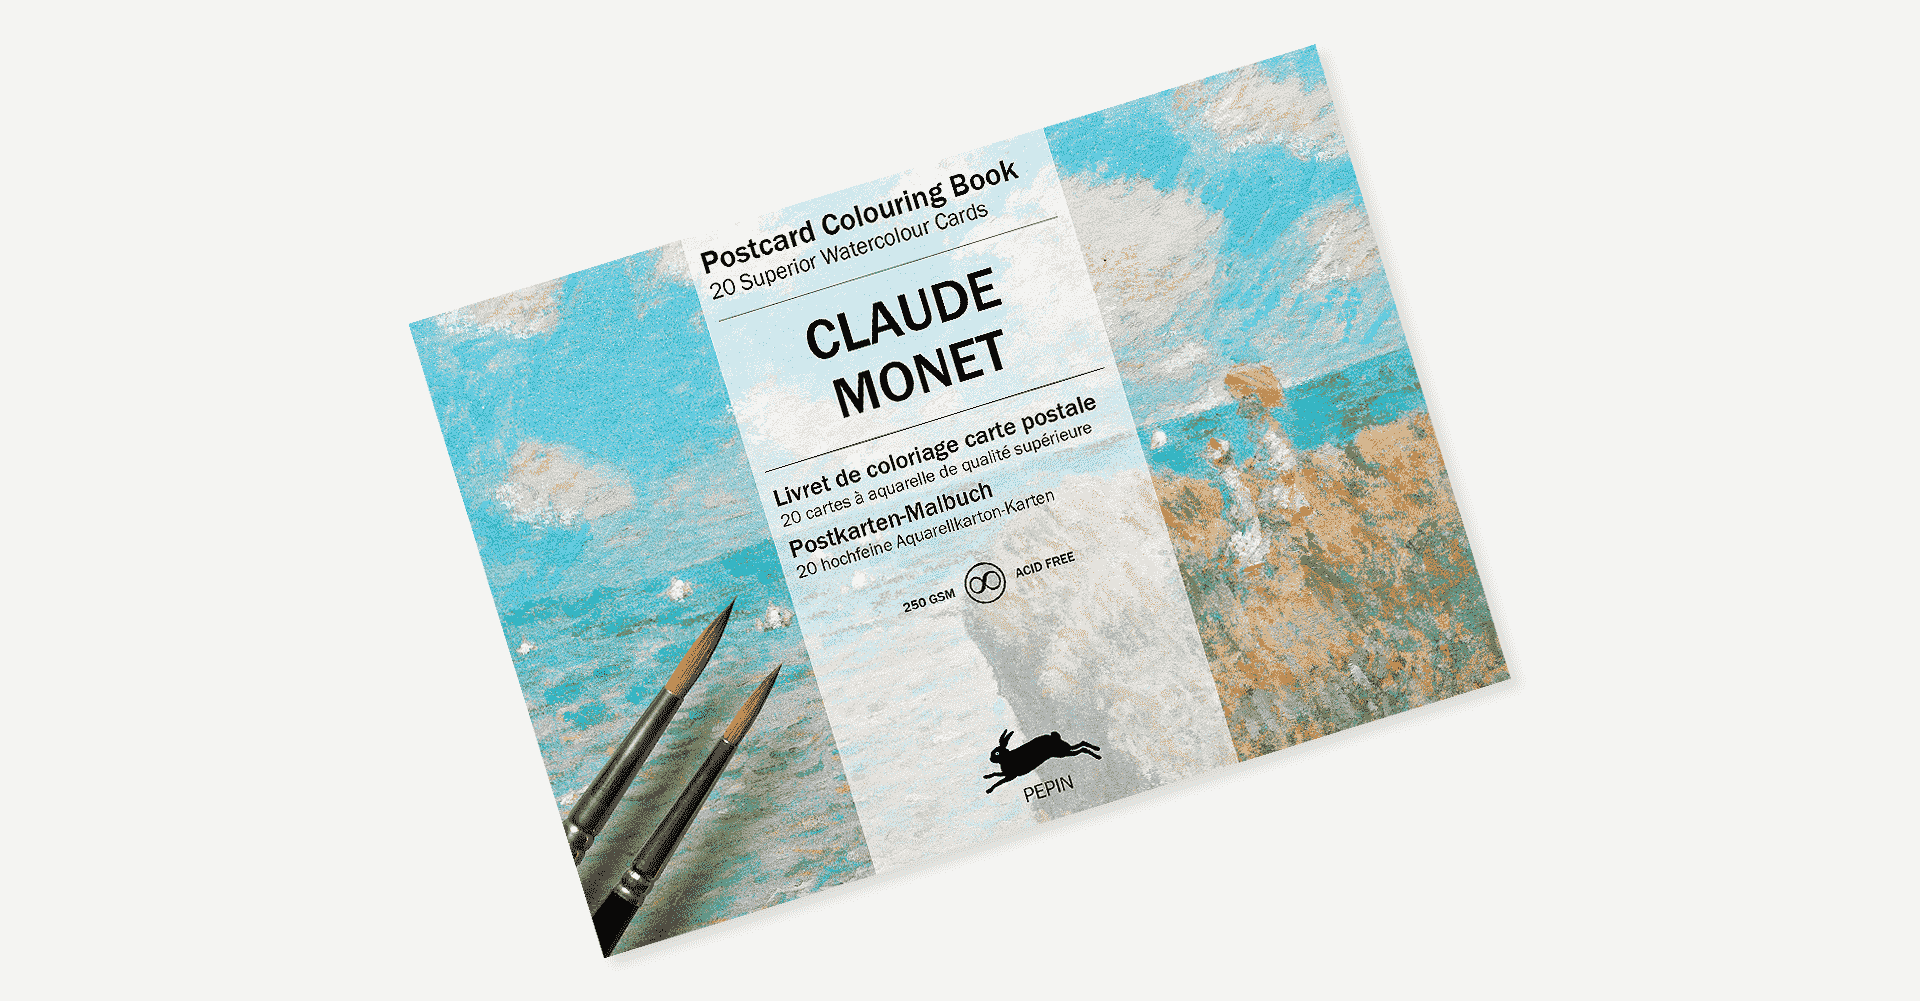 Postcard Colouring Book
20 Superior Watercolour Cards
CLAUDE
MONET
Livret de coloriage carte postale
20 cartes à aquarelle de qualité supérieure
Postkarten-Malbuch
20 hochfeine Aquarellkarton-Karten
250 GSM
ACID FREE
PEPIN